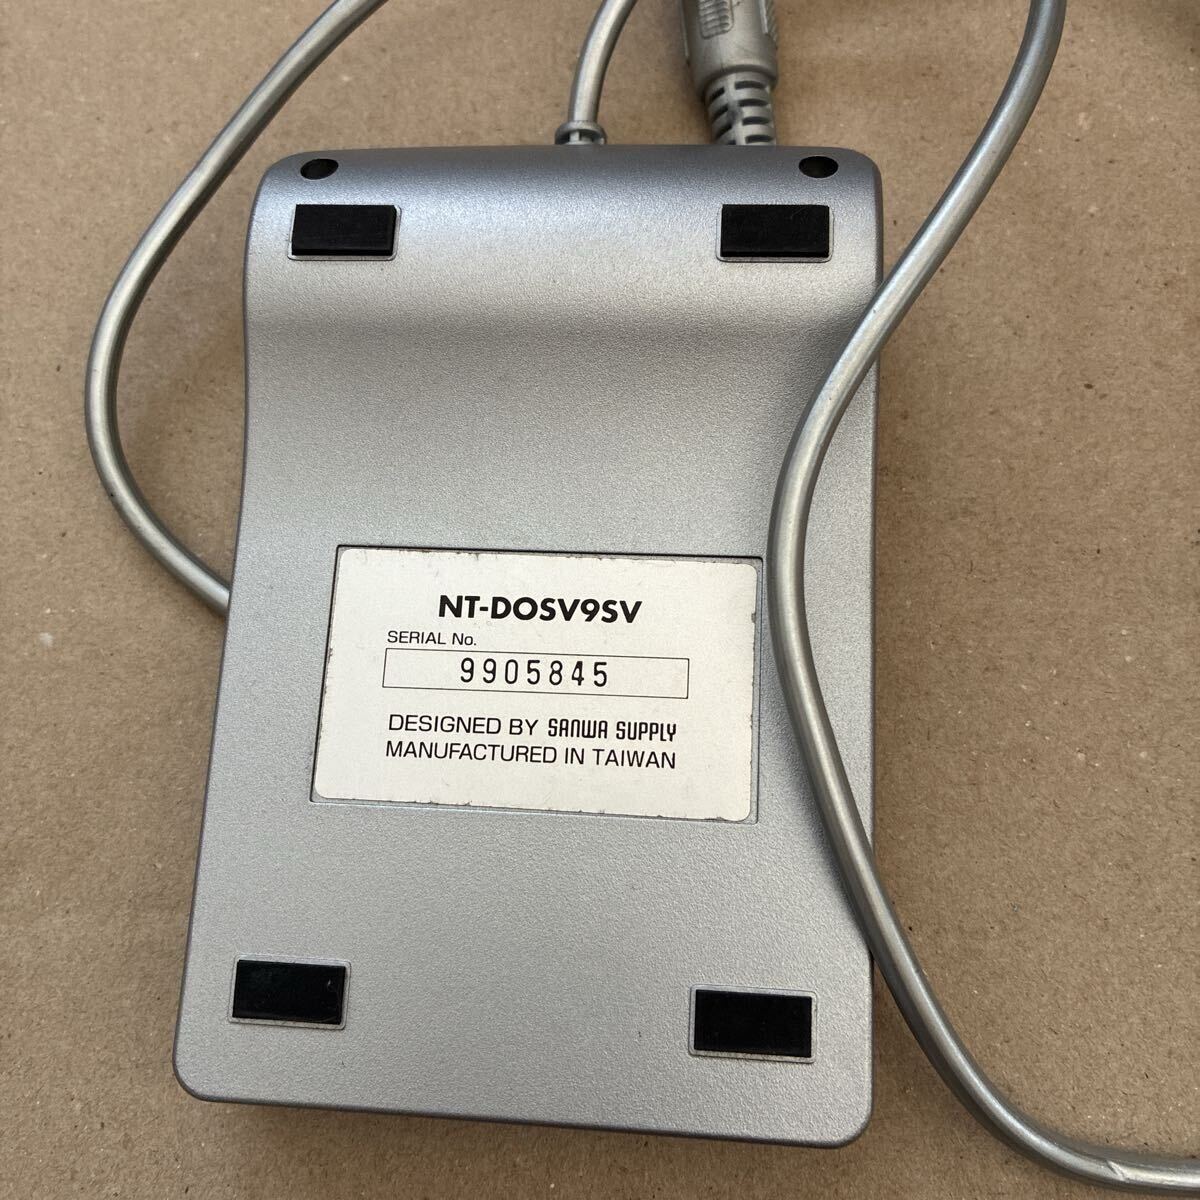 NT-DOSV9SV
SERIAL No.
9905845
DESIGNED BY SANWA SUPPLY
MANUFACTURED IN TAIWAN